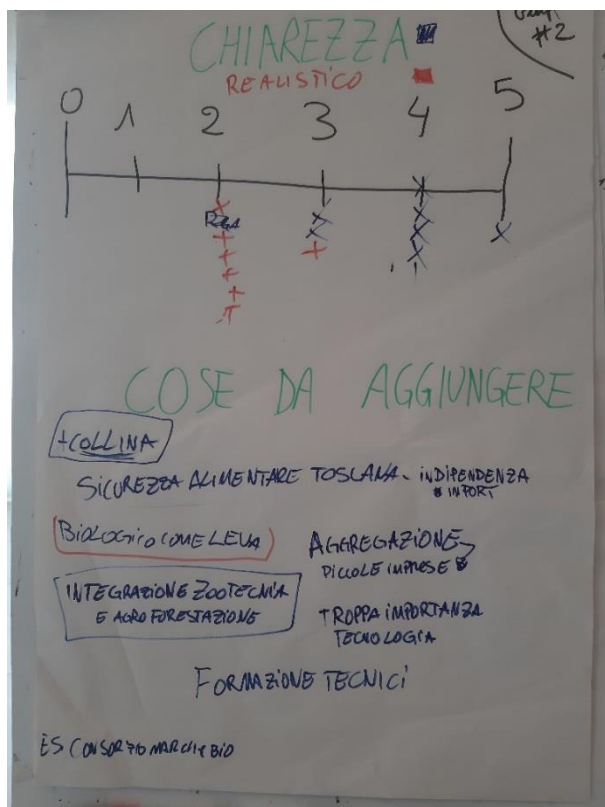 #2
CHIAREZZA
REALISTICO
0 1 2 3 4 5
COSE DA AGGIUNGERE
+COLLINA
SICUREZZA ALIMENTARE TOSCANA - INDIPENDENZA
IMPORT
BIOLOGICO COME LEVA
AGGREGAZIONE
PICCOLE IMPRESE
INTEGRAZIONE ZOOTECNIA
E AGROFORESTAZIONE
TROPPA IMPORTANZA
TECNOLOGIA
FORMAZIONE TECNICI
ES CONSORZIO MARCHE BIO